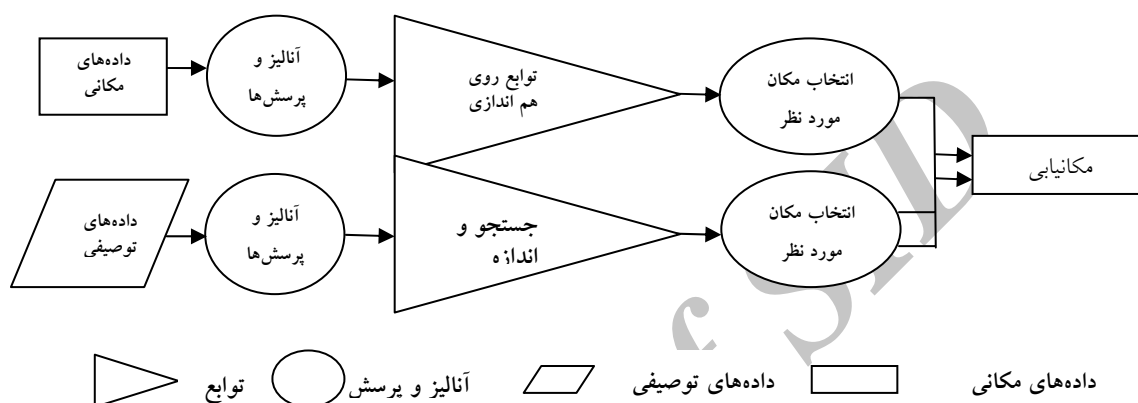 داده‌های
مکانی
آنالیز و
پرسش‌ها
توابع روی
هم اندازی
انتخاب مکان
مورد نظر
مکانیابی
داده‌های
توصیفی
آنالیز و
پرسش‌ها
جستجو و
اندازه
انتخاب مکان
مورد نظر
f SID
داده‌های مکانی
داده‌های توصیفی
آنالیز و پرسش
توابع